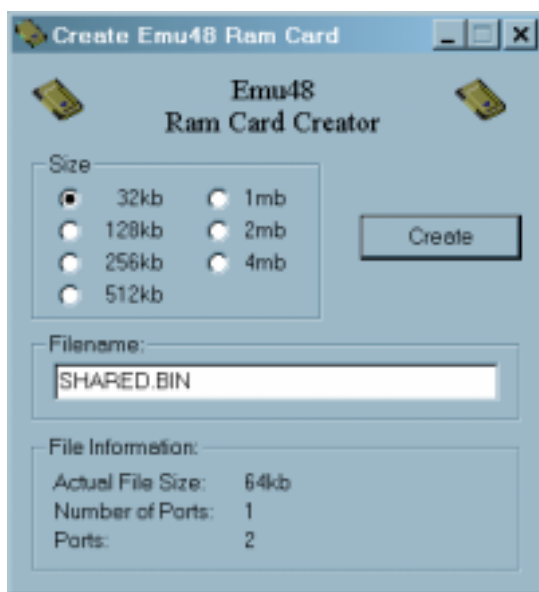 Create Emu48 Ram Card
Emu48
Ram Card Creator
Size
32kb 1mb
128kb 2mb
256kb 4mb
512kb
Create
Filename:
SHARED.BIN
File Information:
Actual File Size: 64kb
Number of Ports: 1
Ports: 2